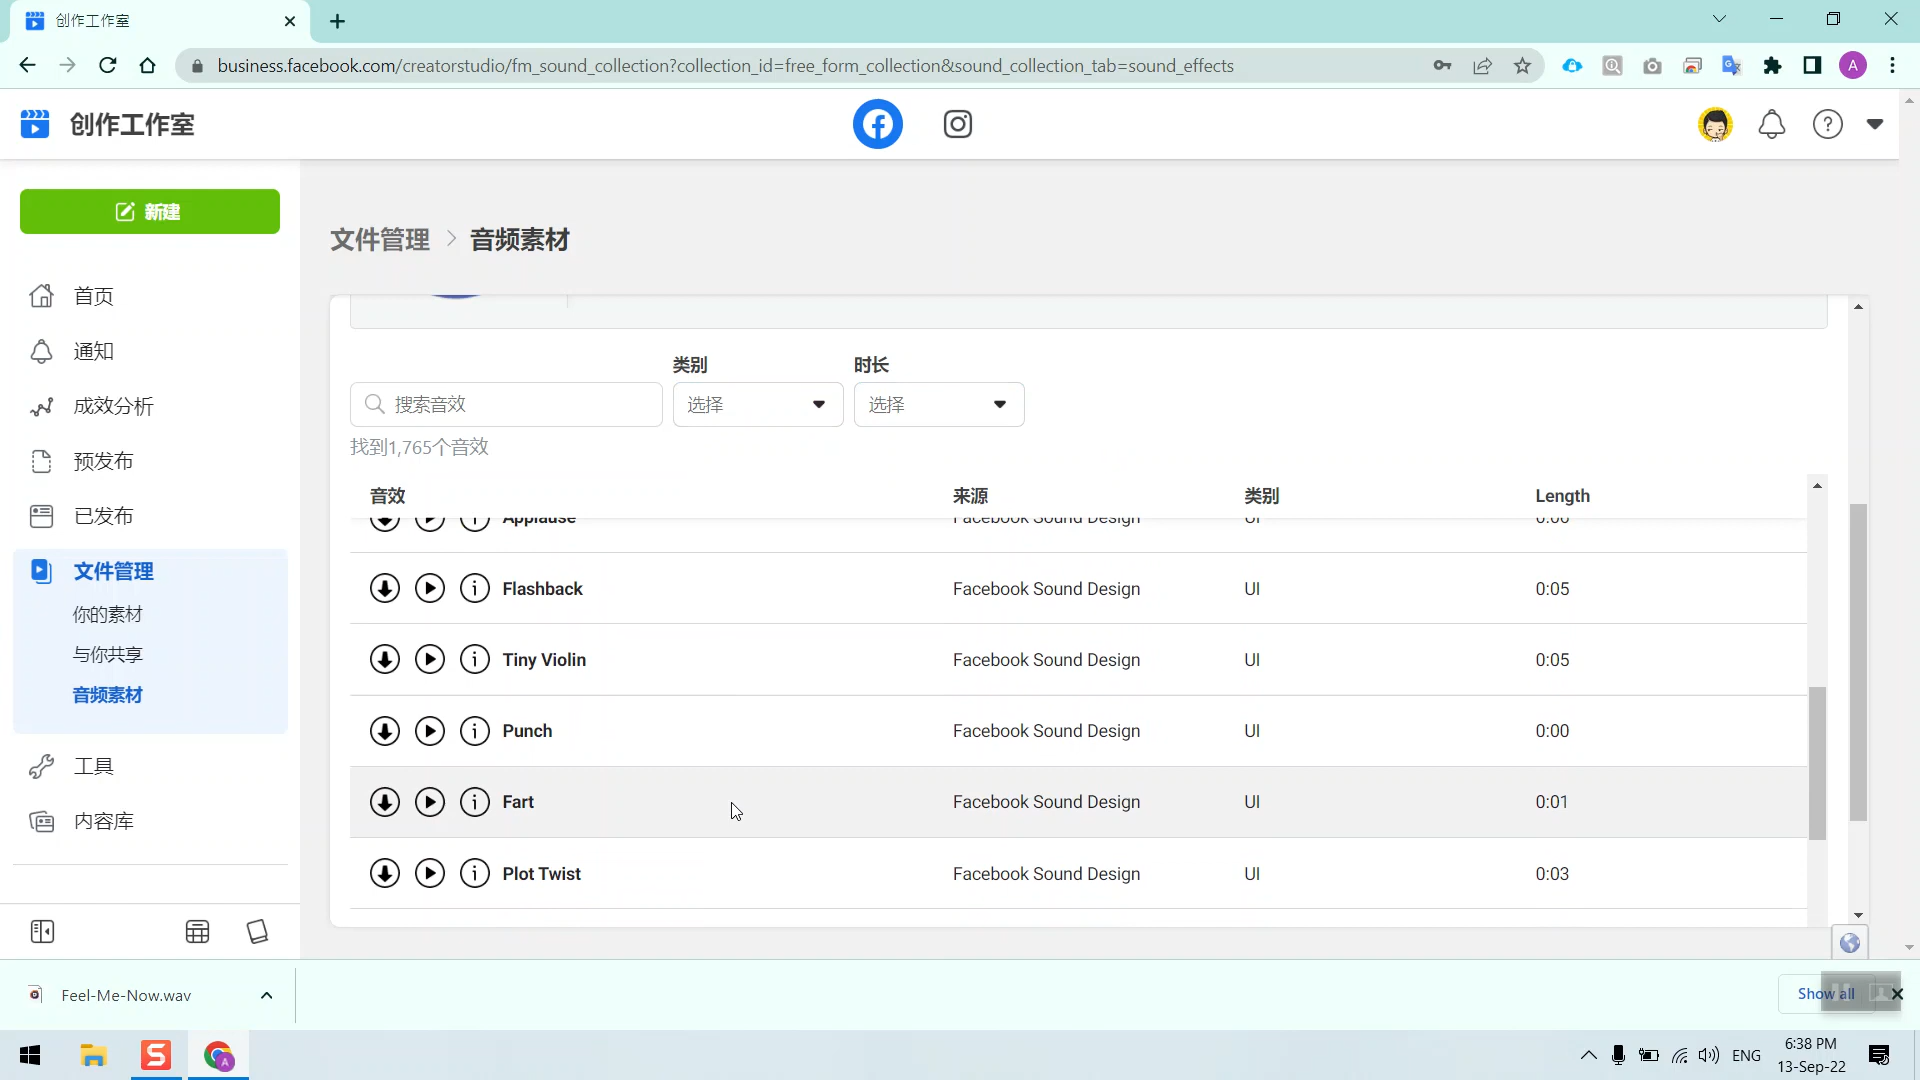 创作工作室
business.facebook.com/creatorstudio/fm_sound_collection?collection_id=free_form_collection&sound_collection_tab=sound_effects
A
创作工作室
新建
文件管理 > 音频素材
首页
通知
成效分析
预发布
已发布
文件管理
你的素材
与你共享
音频素材
工具
内容库
类别
时长
搜索音效
选择
选择
找到1,765个音效
音效 来源 类别 Length
Applause Facebook Sound Design UI
Flashback Facebook Sound Design UI 0:05
Tiny Violin Facebook Sound Design UI 0:05
Punch Facebook Sound Design UI 0:00
Fart Facebook Sound Design UI 0:01
Plot Twist Facebook Sound Design UI 0:03
Feel-Me-Now.wav
Show all
ENG
6:38 PM
13-Sep-22